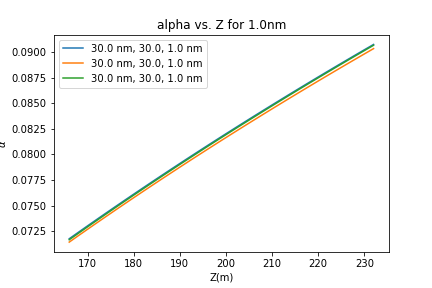 alpha vs. Z for 1.0nm
30.0 nm, 30.0, 1.0 nm
30.0 nm, 30.0, 1.0 nm
30.0 nm, 30.0, 1.0 nm
0.0900
0.0875
0.0850
0.0825
0.0800
0.0775
0.0750
0.0725
170 180 190 200 210 220 230
Z(m)